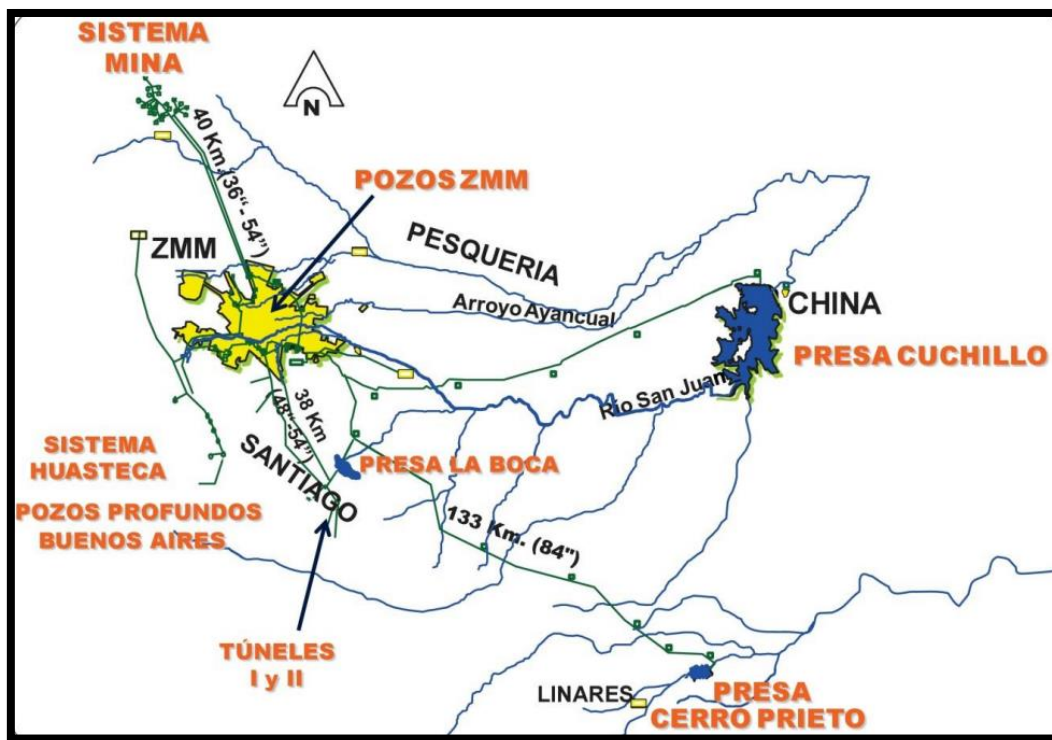 SISTEMA
MINA
N
40 Km.(36“- 54”)
POZOS ZMM
ZMM
PESQUERIA
Arroyo Ayancual
CHINA
PRESA CUCHILLO
Río San Juan
38 Km
(48“-54”)
SANTIAGO
SISTEMA
HUASTECA
PRESA LA BOCA
POZOS PROFUNDOS
BUENOS AIRES
133 Km. (84")
TÚNELES
I y II
LINARES
PRESA
CERRO PRIETO